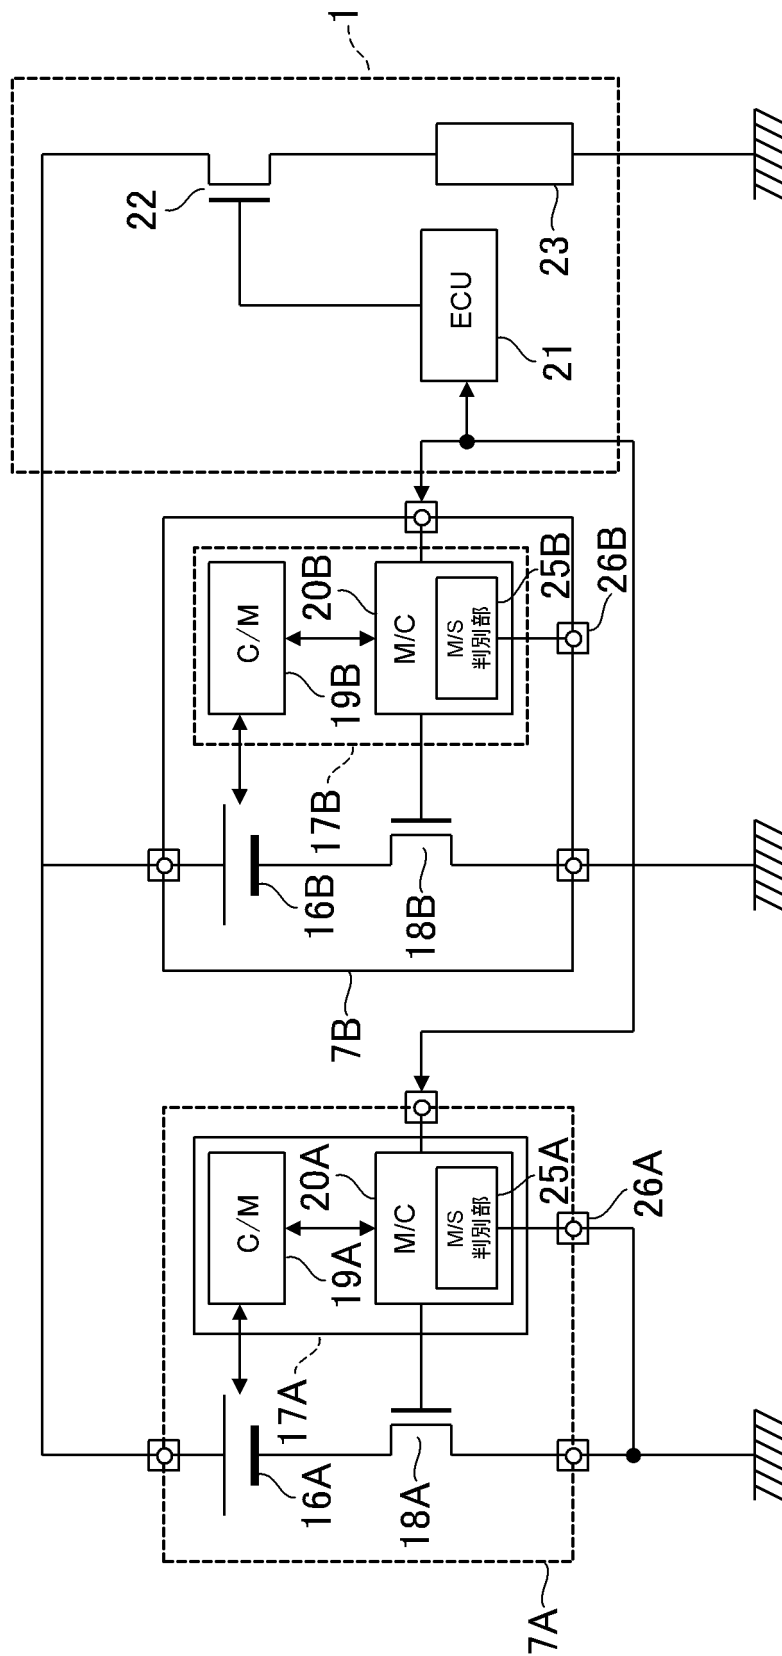 1
22
23
ECU
21
C/M
20B
19B
M/C
M/S
判別部
25B
26B
17B
16B
18B
7B
C/M
20A
19A
M/C
M/S
判別部
25A
26A
17A
16A
18A
7A